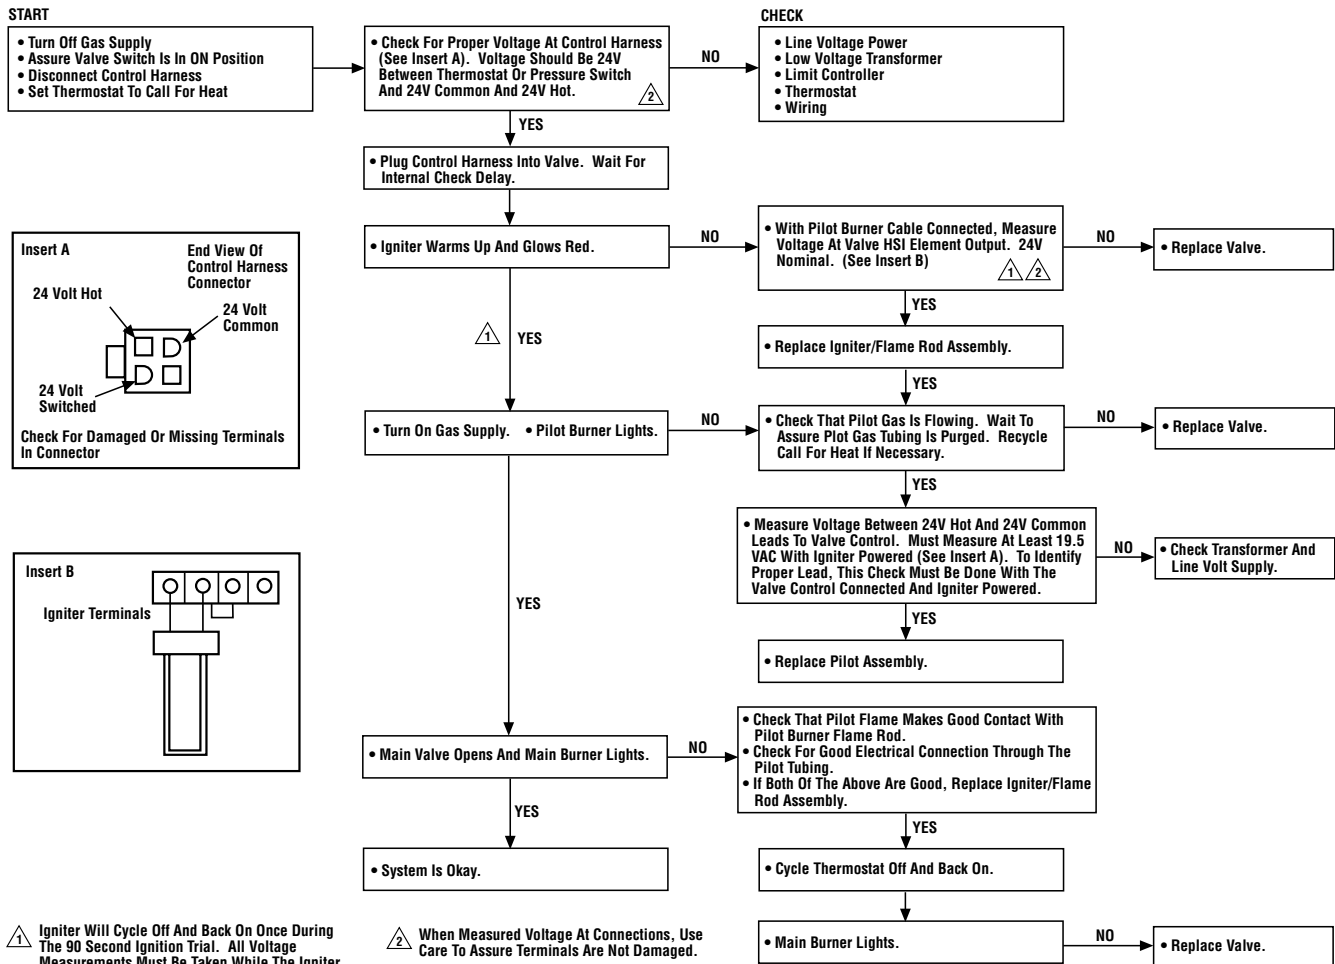 START
• Turn Off Gas Supply
• Assure Valve Switch Is In ON Position
• Disconnect Control Harness
• Set Thermostat To Call For Heat
• Check For Proper Voltage At Control Harness
(See Insert A). Voltage Should Be 24V
Between Thermostat Or Pressure Switch
And 24V Common And 24V Hot.
2
NO
CHECK
• Line Voltage Power
• Low Voltage Transformer
• Limit Controller
• Thermostat
• Wiring
YES
• Plug Control Harness Into Valve. Wait For
Internal Check Delay.
• Igniter Warms Up And Glows Red.
NO
• With Pilot Burner Cable Connected, Measure
Voltage At Valve HSI Element Output. 24V
Nominal. (See Insert B)
1 2
NO
• Replace Valve.
YES
• Replace Igniter/Flame Rod Assembly.
YES
1
YES
Insert A
End View Of
Control Harness
Connector
24 Volt Hot
24 Volt
Common
24 Volt
Switched
Check For Damaged Or Missing Terminals
In Connector
• Turn On Gas Supply. • Pilot Burner Lights.
NO
• Check That Pilot Gas Is Flowing. Wait To
Assure Plot Gas Tubing Is Purged. Recycle
Call For Heat If Necessary.
NO
• Replace Valve.
YES
• Measure Voltage Between 24V Hot And 24V Common
Leads To Valve Control. Must Measure At Least 19.5
VAC With Igniter Powered (See Insert A). To Identify
Proper Lead, This Check Must Be Done With The
Valve Control Connected And Igniter Powered.
NO
• Check Transformer And
Line Volt Supply.
YES
• Replace Pilot Assembly.
Insert B
Igniter Terminals
YES
• Main Valve Opens And Main Burner Lights.
NO
• Check That Pilot Flame Makes Good Contact With
Pilot Burner Flame Rod.
• Check For Good Electrical Connection Through The
Pilot Tubing.
• If Both Of The Above Are Good, Replace Igniter/Flame
Rod Assembly.
YES
• System Is Okay.
YES
• Cycle Thermostat Off And Back On.
• Main Burner Lights.
NO
• Replace Valve.
1 Igniter Will Cycle Off And Back On Once During
The 90 Second Ignition Trial. All Voltage
Measurements Must Be Taken While The Igniter
2 When Measured Voltage At Connections, Use
Care To Assure Terminals Are Not Damaged.